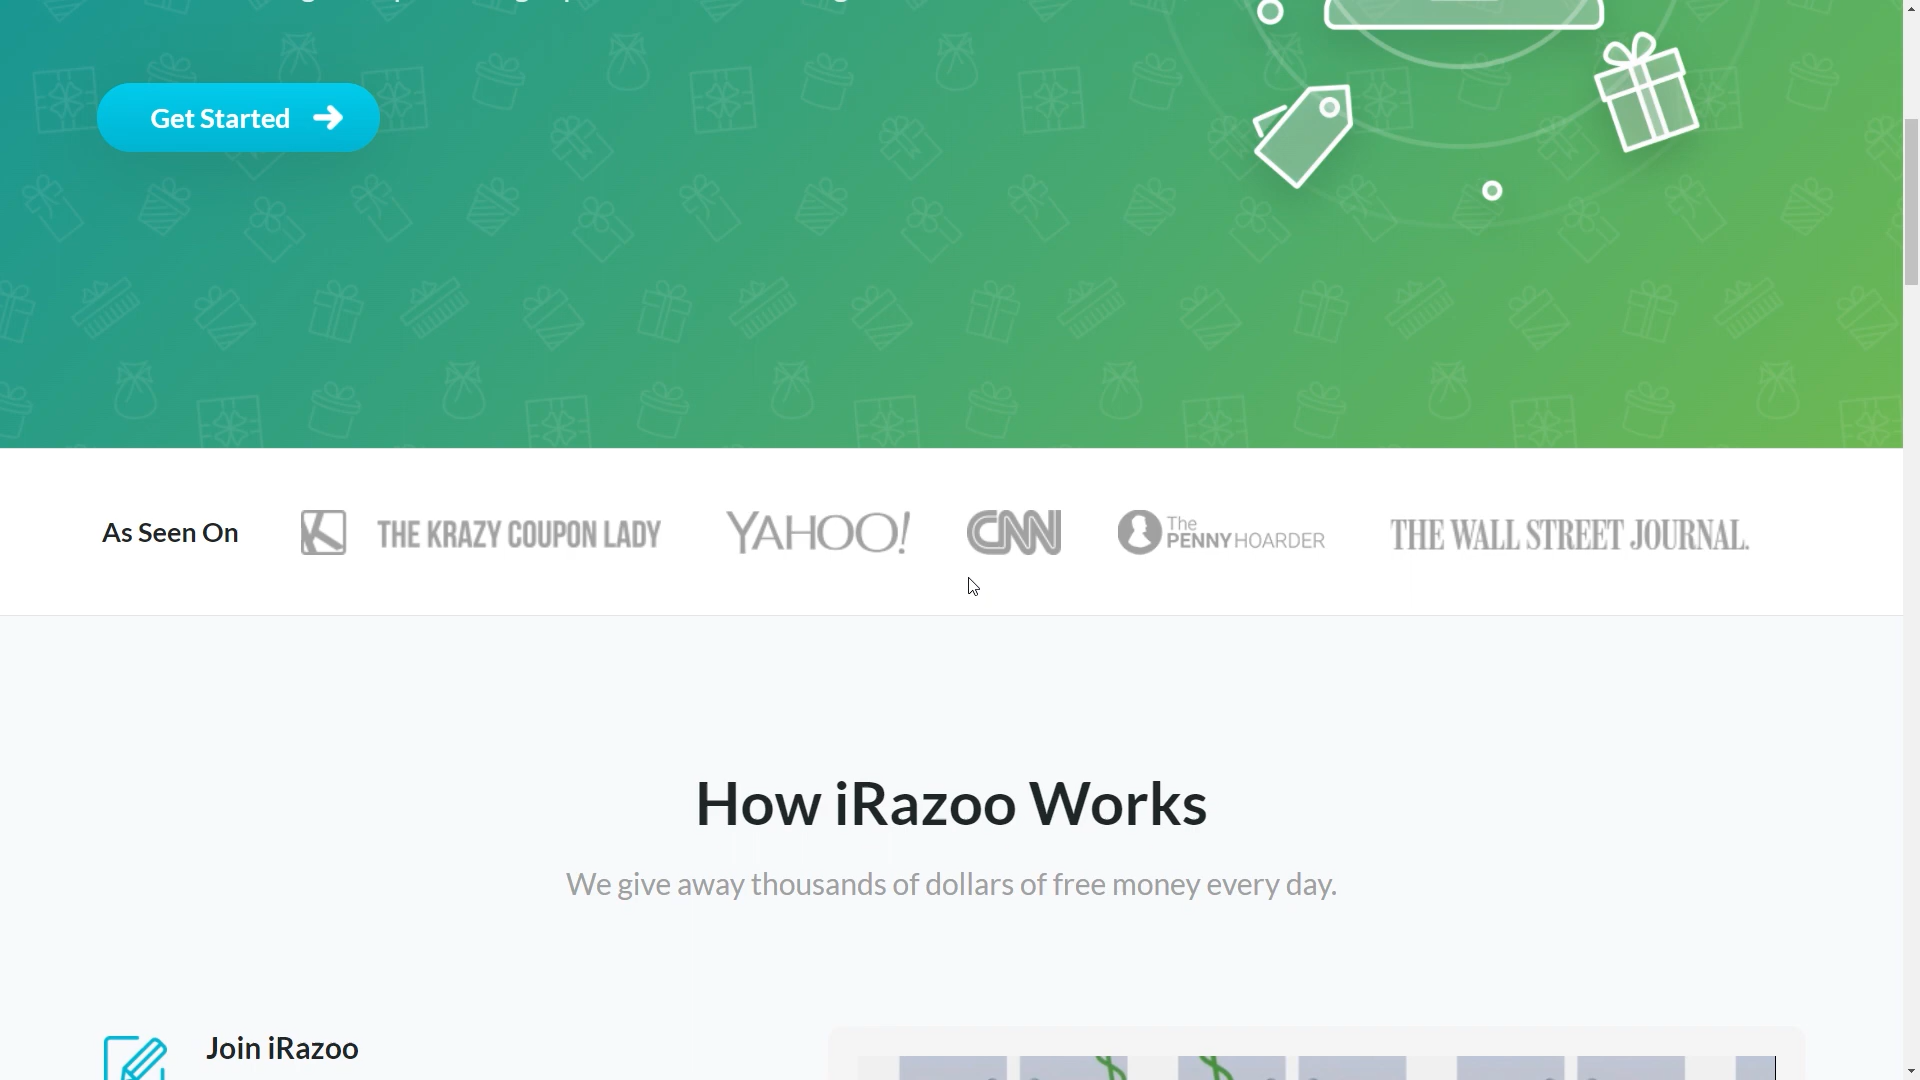 Get Started
As Seen On
THE KRAZY COUPON LADY
YAHOO!
CNN
The
PENNY HOARDER
THE WALL STREET JOURNAL.
How iRazoo Works
We give away thousands of dollars of free money every day.
Join iRazoo